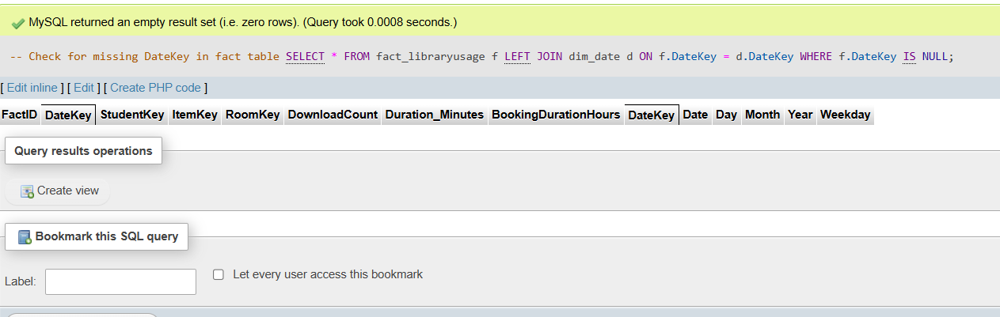 MySQL returned an empty result set (i.e. zero rows). (Query took 0.0008 seconds.)
-- Check for missing DateKey in fact table SELECT * FROM fact_libraryusage f LEFT JOIN dim_date d ON f.DateKey = d.DateKey WHERE f.DateKey IS NULL;
[ Edit inline ] [ Edit ] [ Create PHP code ]
FactID DateKey StudentKey ItemKey RoomKey DownloadCount Duration_Minutes BookingDurationHours DateKey Date Day Month Year Weekday
Query results operations
Create view
Bookmark this SQL query
Label: Let every user access this bookmark